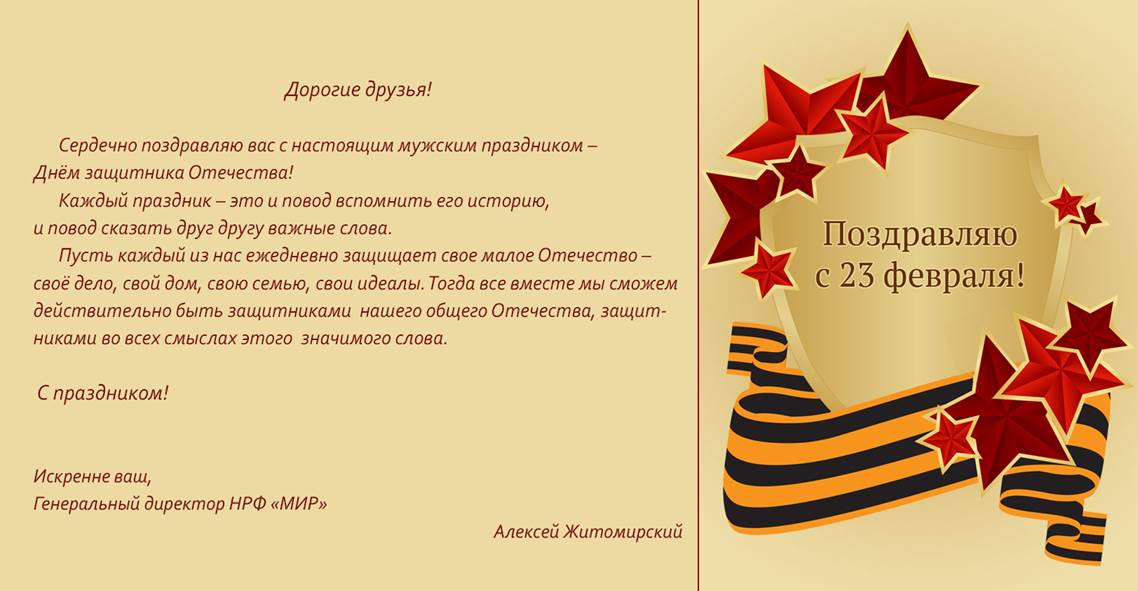 Дорогие друзья!
Сердечно поздравляю вас с настоящим мужским праздником –
Днём защитника Отечества!
Каждый праздник – это и повод вспомнить его историю,
и повод сказать друг другу важные слова.
Пусть каждый из нас ежедневно защищает свое малое Отечество –
своё дело, свой дом, свою семью, свои идеалы. Тогда все вместе мы сможем
действительно быть защитниками  нашего общего Отечества, защит-
никами во всех смыслах этого  значимого слова.
С праздником!
Искренне ваш,
Генеральный директор НРФ «МИР»
Алексей Житомирский
Поздравляю
с 23 февраля!